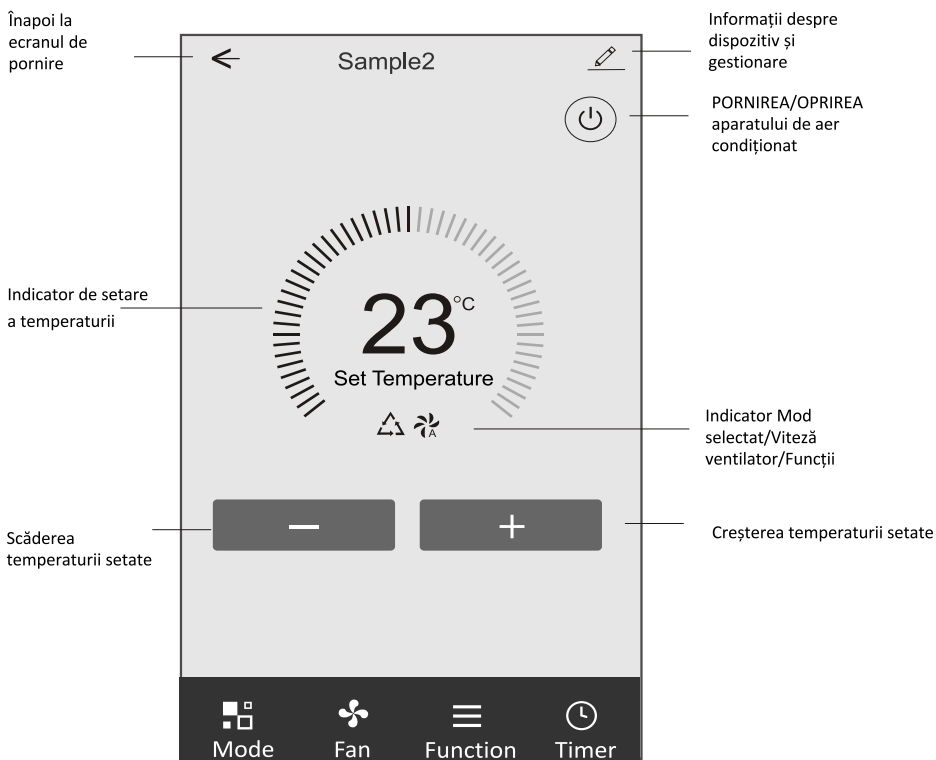 Înapoi la
ecranul de
pornire
Sample2
Informații despre
dispozitiv și
gestionare
PORNIREA/OPRIREA
aparatului de aer
condiționat
Indicator de setare
a temperaturii
23°C
Set Temperature
A
Indicator Mod
selectat/Viteză
ventilator/Funcții
Scăderea
temperaturii setate
Creșterea temperaturii setate
Mode Fan Function Timer